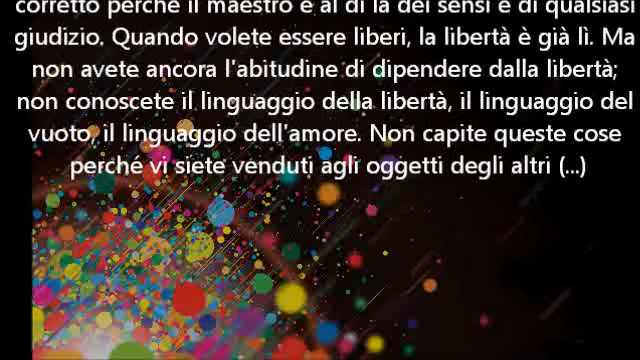 corretto perché il maestro è al di là dei sensi e di qualsiasi
giudizio. Quando volete essere liberi, la libertà è già lì. Ma
non avete ancora l'abitudine di dipendere dalla libertà;
non conoscete il linguaggio della libertà, il linguaggio del
vuoto, il linguaggio dell'amore. Non capite queste cose
perché vi siete venduti agli oggetti degli altri (...)